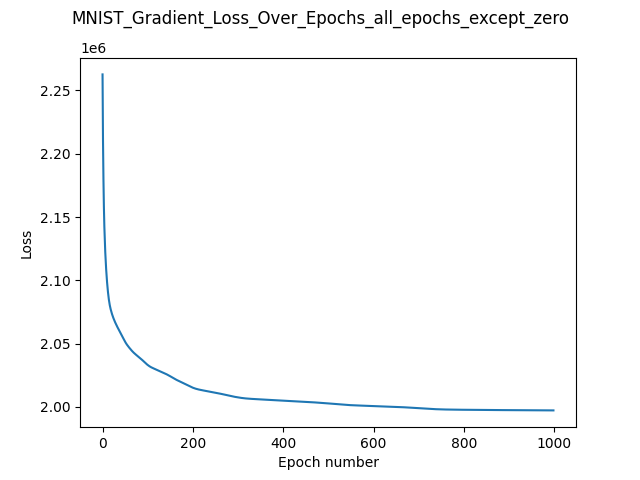 MNIST_Gradient_Loss_Over_Epochs_all_epochs_except_zero
1e6
2.25
2.20
2.15
2.10
2.05
2.00
Loss
0 200 400 600 800 1000
Epoch number